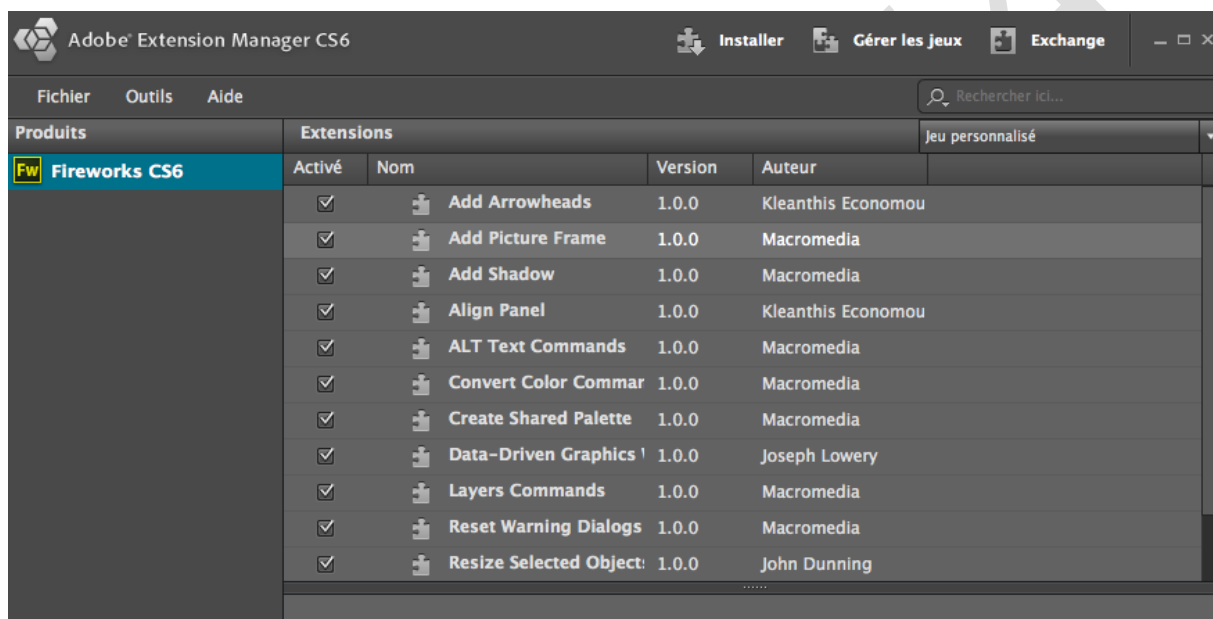 Adobe® Extension Manager CS6 Installer Gérer les jeux Exchange
Fichier Outils Aide Rechercher ici...
Produits Extensions Jeu personnalisé
Fw Fireworks CS6 Activé Nom Version Auteur
Add Arrowheads 1.0.0 Kleanthis Economou
Add Picture Frame 1.0.0 Macromedia
Add Shadow 1.0.0 Macromedia
Align Panel 1.0.0 Kleanthis Economou
ALT Text Commands 1.0.0 Macromedia
Convert Color Commar 1.0.0 Macromedia
Create Shared Palette 1.0.0 Macromedia
Data-Driven Graphics 1.0.0 Joseph Lowery
Layers Commands 1.0.0 Macromedia
Reset Warning Dialogs 1.0.0 Macromedia
Resize Selected Object 1.0.0 John Dunning